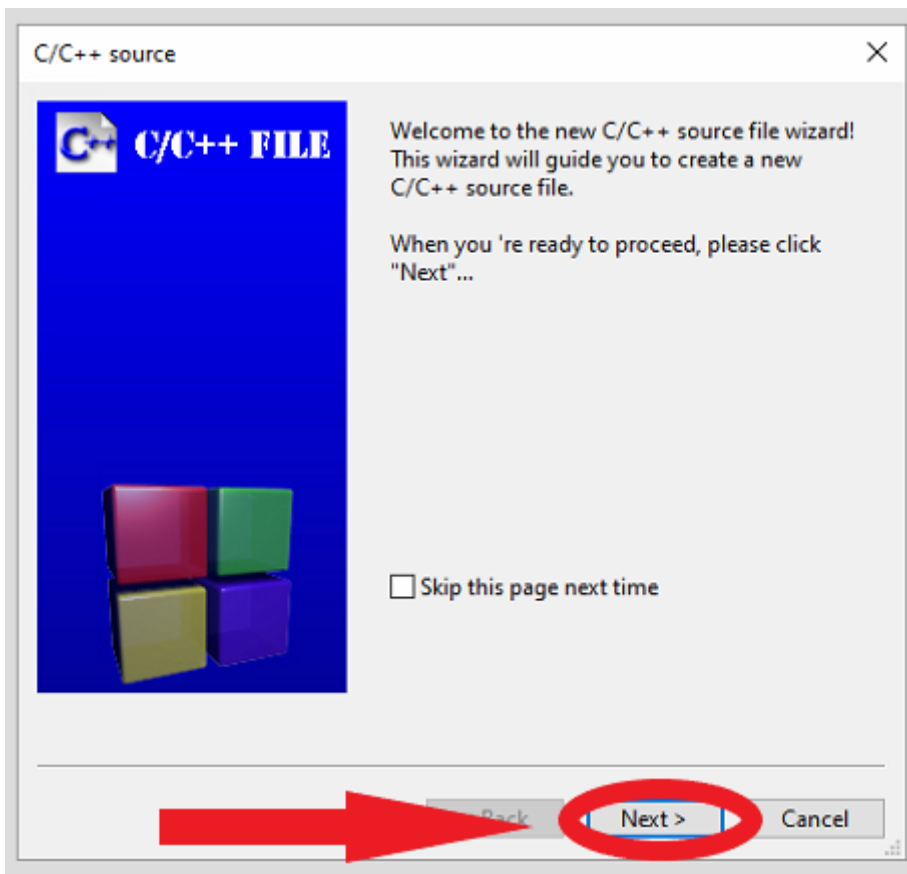 C/C++ source
C++ C/C++ FILE
Welcome to the new C/C++ source file wizard!
This wizard will guide you to create a new
C/C++ source file.
When you 're ready to proceed, please click
"Next"...
Skip this page next time
Back Next > Cancel